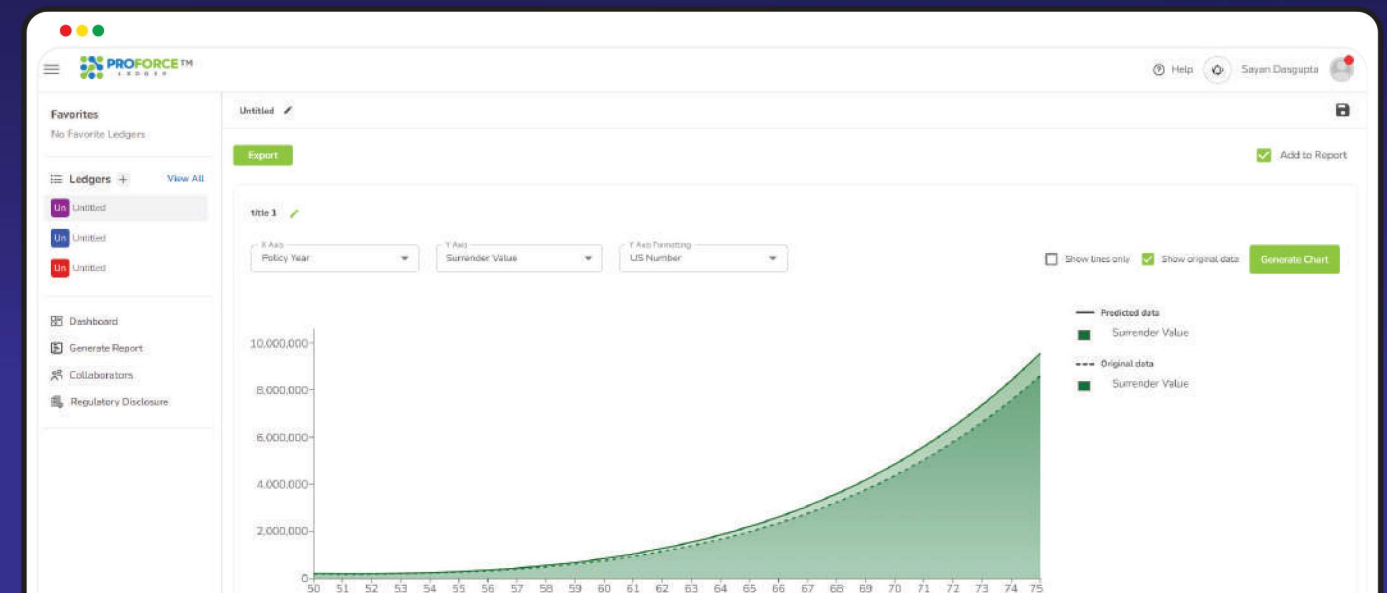 PROFORCE™
LEDGER
Help
Sayan Dasgupta
Favorites
No Favorite Ledgers
Ledgers + View All
Un Untitled
Un Untitled
Un Untitled
Dashboard
Generate Report
Collaborators
Regulatory Disclosure
Untitled
Export
Add to Report
title 1
X Axis
Policy Year
Y Axis
Surrender Value
Y Axis Formatting
US Number
Show lines only
Show original data
Generate Chart
Predicted data
Surrender Value
Original data
Surrender Value
10,000,000
8,000,000
6,000,000
4,000,000
2,000,000
0
50 51 52 53 54 55 56 57 58 59 60 61 62 63 64 65 66 67 68 69 70 71 72 73 74 75